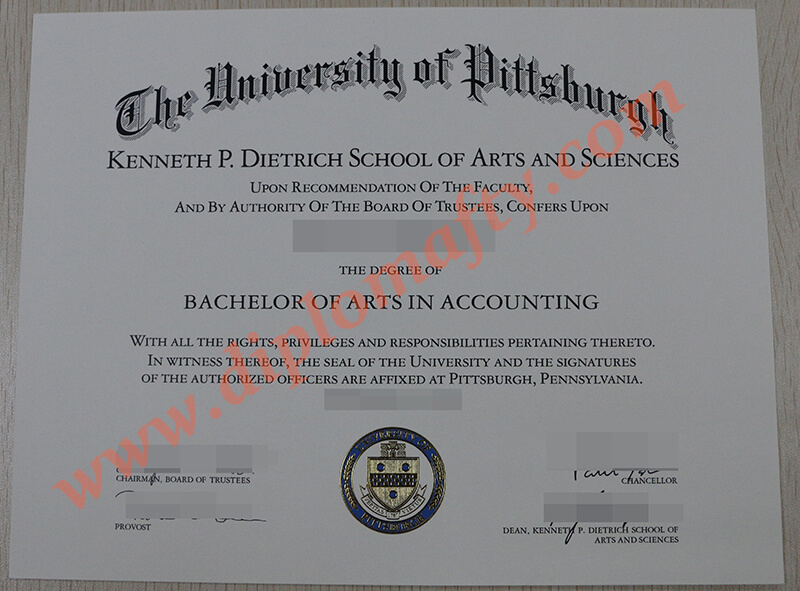 The University of Pittsburgh
KENNETH P. DIETRICH SCHOOL OF ARTS AND SCIENCES
UPON RECOMMENDATION OF THE FACULTY,
AND BY AUTHORITY OF THE BOARD OF TRUSTEES, CONFERS UPON
THE DEGREE OF
BACHELOR OF ARTS IN ACCOUNTING
WITH ALL THE RIGHTS, PRIVILEGES AND RESPONSIBILITIES PERTAINING THERETO.
IN WITNESS THEREOF, THE SEAL OF THE UNIVERSITY AND THE SIGNATURES
OF THE AUTHORIZED OFFICERS ARE AFFIXED AT PITTSBURGH, PENNSYLVANIA.
www.diplomafty.com
CHAIRMAN, BOARD OF TRUSTEES
CHANCELLOR
PROVOST
DEAN, KENNETH P. DIETRICH SCHOOL OF
ARTS AND SCIENCES
UNIVERSITY OF
PITTSBURGH